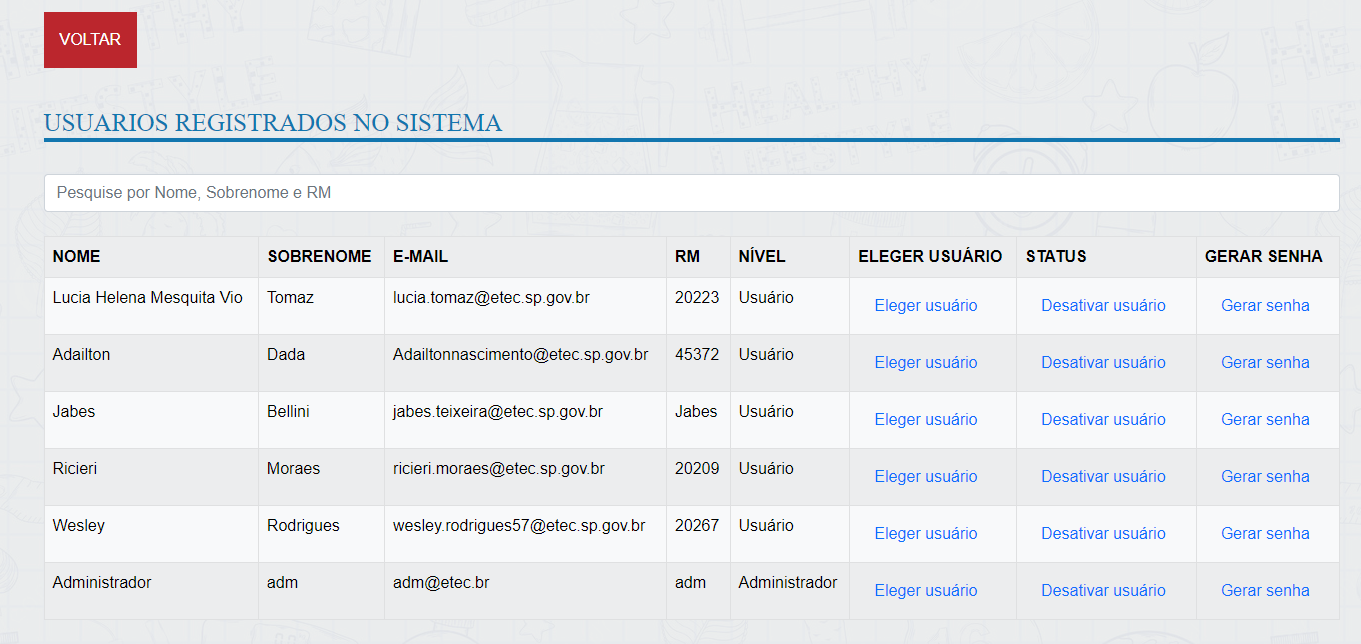 VOLTAR
USUARIOS REGISTRADOS NO SISTEMA
Pesquise por Nome, Sobrenome e RM
NOME SOBRENOME E-MAIL RM NÍVEL ELEGER USUÁRIO STATUS GERAR SENHA
Lucia Helena Mesquita Vio Tomaz lucia.tomaz@etec.sp.gov.br 20223 Usuário Eleger usuário Desativar usuário Gerar senha
Adailton Dada Adailtonnascimento@etec.sp.gov.br 45372 Usuário Eleger usuário Desativar usuário Gerar senha
Jabes Bellini jabes.teixeira@etec.sp.gov.br Jabes Usuário Eleger usuário Desativar usuário Gerar senha
Ricieri Moraes ricieri.moraes@etec.sp.gov.br 20209 Usuário Eleger usuário Desativar usuário Gerar senha
Wesley Rodrigues wesley.rodrigues57@etec.sp.gov.br 20267 Usuário Eleger usuário Desativar usuário Gerar senha
Administrador adm adm@etec.br adm Administrador Eleger usuário Desativar usuário Gerar senha